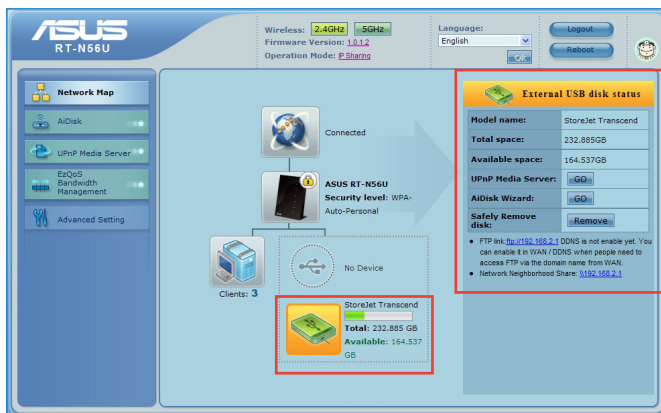 ASUS
RT-N56U
Wireless: 2.4GHz 5GHz
Firmware Version: 1.0.1.2
Operation Mode: IP Sharing
Language:
English
OK
Logout
Reboot
Network Map
AiDisk
UPnP Media Server
EzQoS
Bandwidth
Management
Advanced Setting
Connected
ASUS RT-N56U
Security level: WPA-
Auto-Personal
Clients: 3
No Device
StoreJet Transcend
Total: 232.885 GB
Available: 164.537
GB
External USB disk status
Model name: StoreJet Transcend
Total space: 232.885GB
Available space: 164.537GB
UPnP Media Server: GO
AiDisk Wizard: GO
Safely Remove
disk: Remove
FTP link:ftp://192.168.2.1 DDNS is not enable yet. You
can enable it in WAN / DDNS when people need to
access FTP via the domain name from WAN.
Network Neighborhood Share: \\192.168.2.1